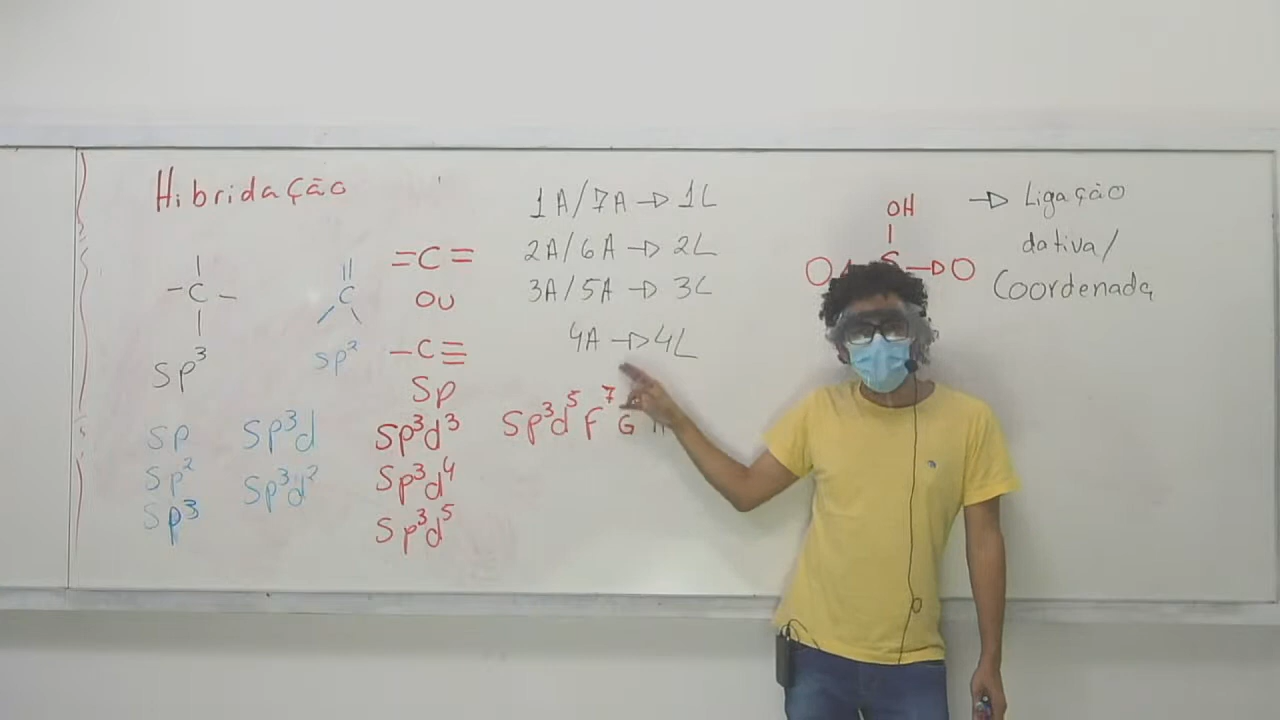 Hibridação
- C -
Sp³
C
Sp²
= C =
OU
- C ≡
Sp
Sp
Sp²
Sp³
Sp³d
Sp³d²
Sp³d³
Sp³d⁴
Sp³d⁵
1A/7A → 1L
2A/6A → 2L
3A/5A → 3L
4A → 4L
Sp³d⁵F⁷G
OH
O S → O
→ Ligação
dativa/
Coordenada